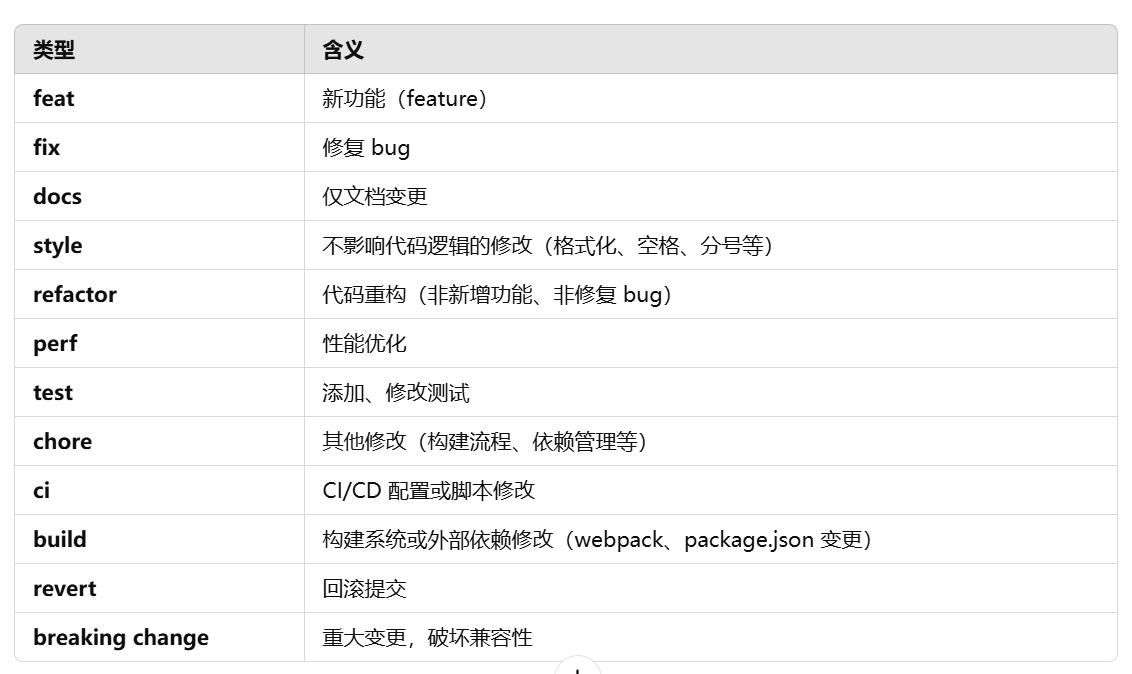 类型 含义
feat 新功能（feature）
fix 修复 bug
docs 仅文档变更
style 不影响代码逻辑的修改（格式化、空格、分号等）
refactor 代码重构（非新增功能、非修复 bug）
perf 性能优化
test 添加、修改测试
chore 其他修改（构建流程、依赖管理等）
ci CI/CD 配置或脚本修改
build 构建系统或外部依赖修改（webpack、package.json 变更）
revert 回滚提交
breaking change 重大变更，破坏兼容性